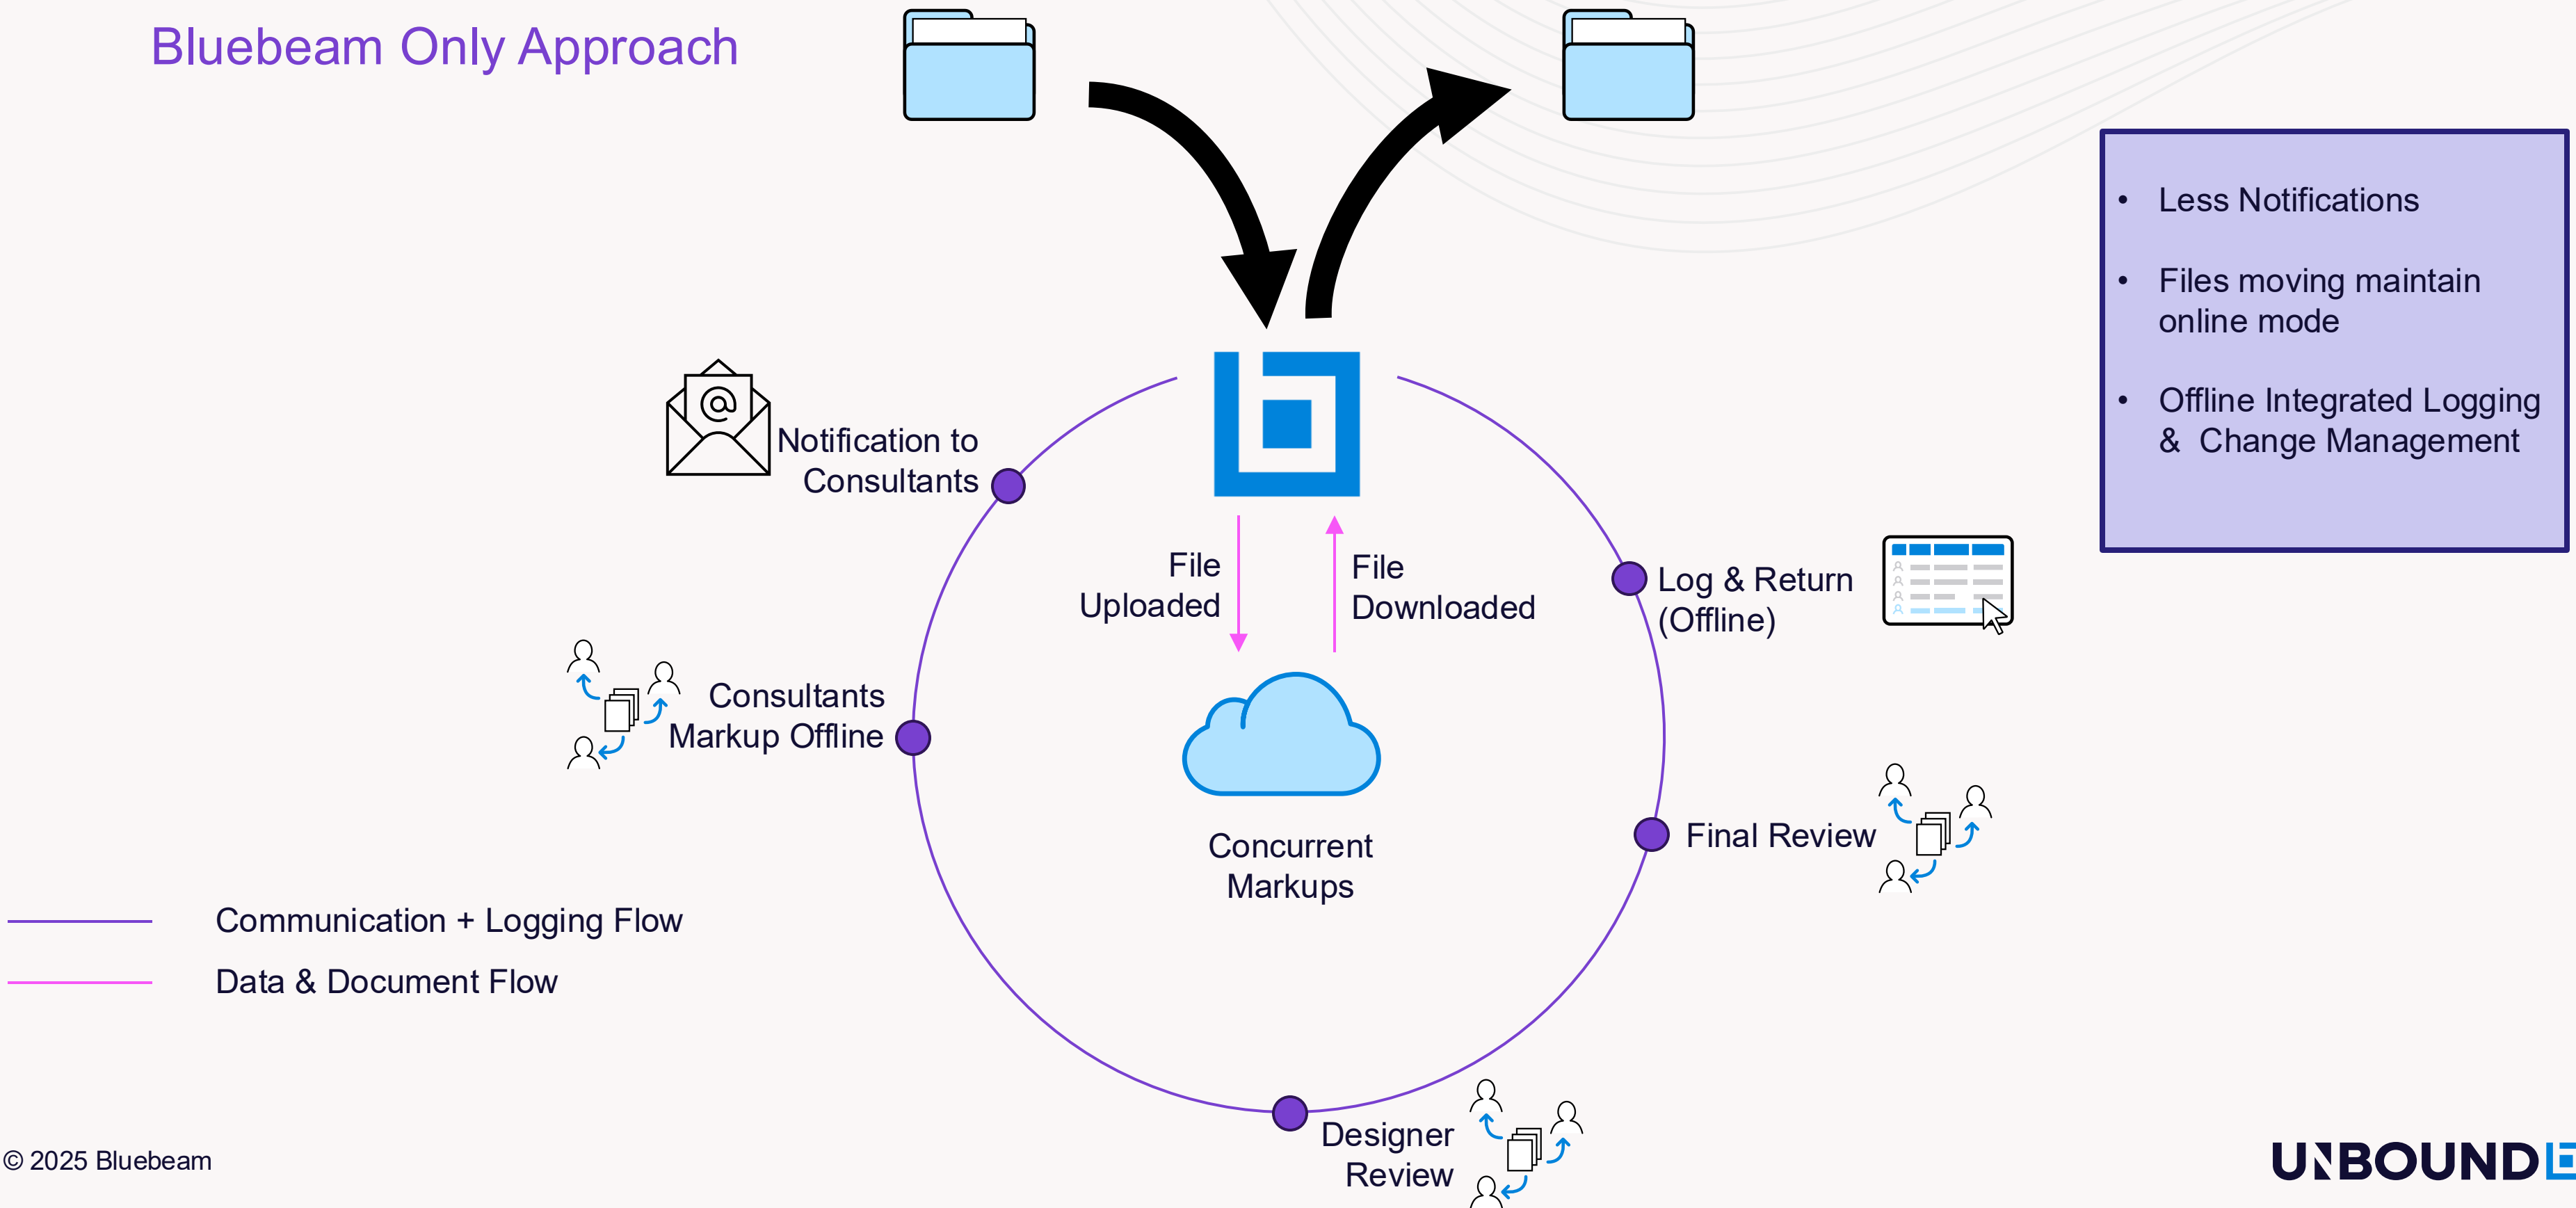 Bluebeam Only Approach
• Less Notifications
• Files moving maintain
online mode
• Offline Integrated Logging
& Change Management
Notification to
Consultants
File
Uploaded
File
Downloaded
Log & Return
(Offline)
Consultants
Markup Offline
Concurrent
Markups
Final Review
Communication + Logging Flow
Data & Document Flow
Designer
Review
© 2025 Bluebeam
UNBOUND